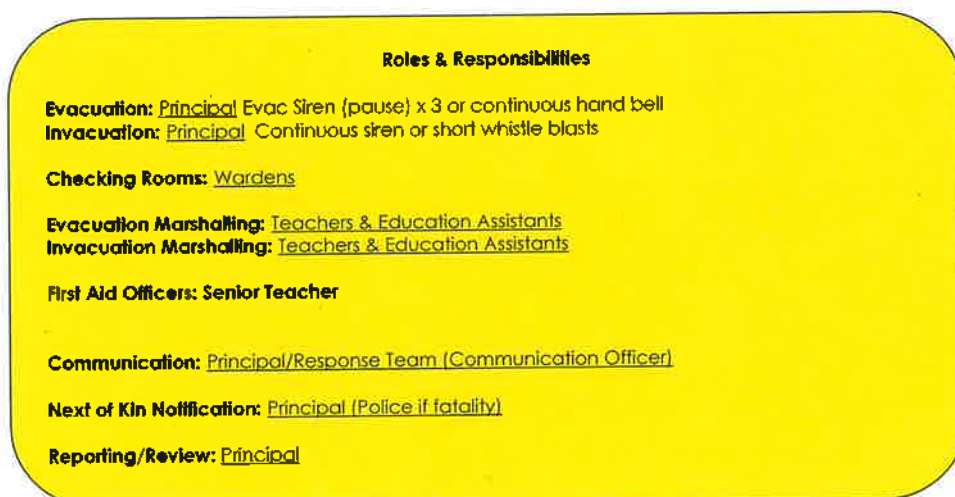 Roles & Responsibilities
Evacuation: Principal Evac Siren (pause) x 3 or continuous hand bell
Invacuation: Principal Continuous siren or short whistle blasts
Checking Rooms: Wardens
Evacuation Marshalling: Teachers & Education Assistants
Invacuation Marshalling: Teachers & Education Assistants
First Aid Officers: Senior Teacher
Communication: Principal/Response Team (Communication Officer)
Next of Kin Notification: Principal (Police if fatality)
Reporting/Review: Principal